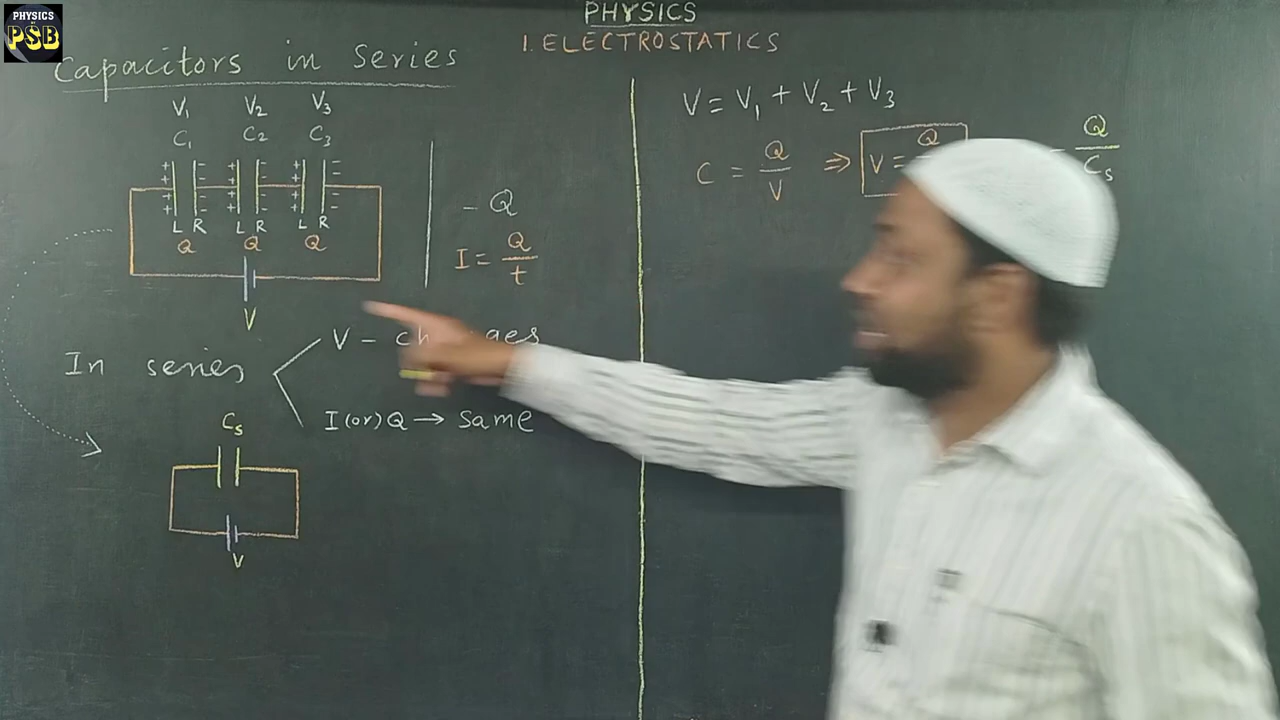 PHYSICS
BY
PSB
PHYSICS
1. ELECTROSTATICS
Capacitors in Series
V₁ V₂ V₃
C₁ C₂ C₃
+ - + - + -
+ - + - + -
+ - + - + -
+ - + - + -
L R L R L R
Q Q Q
V
- Q
I = Q/t
In series
V -
I (or) Q → same
Cₛ
V
V = V₁ + V₂ + V₃
C = Q/V ⇒ V = Q
Q/Cₛ